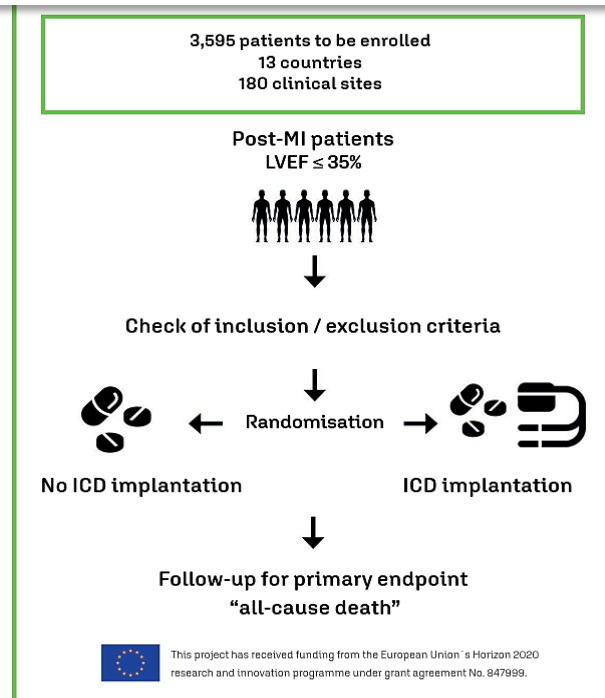 3,595 patients to be enrolled
13 countries
180 clinical sites
Post-MI patients
LVEF ≤ 35%
Check of inclusion / exclusion criteria
Randomisation
No ICD implantation
ICD implantation
Follow-up for primary endpoint
“all-cause death”
This project has received funding from the European Union´s Horizon 2020
research and innovation programme under grant agreement No. 847999.